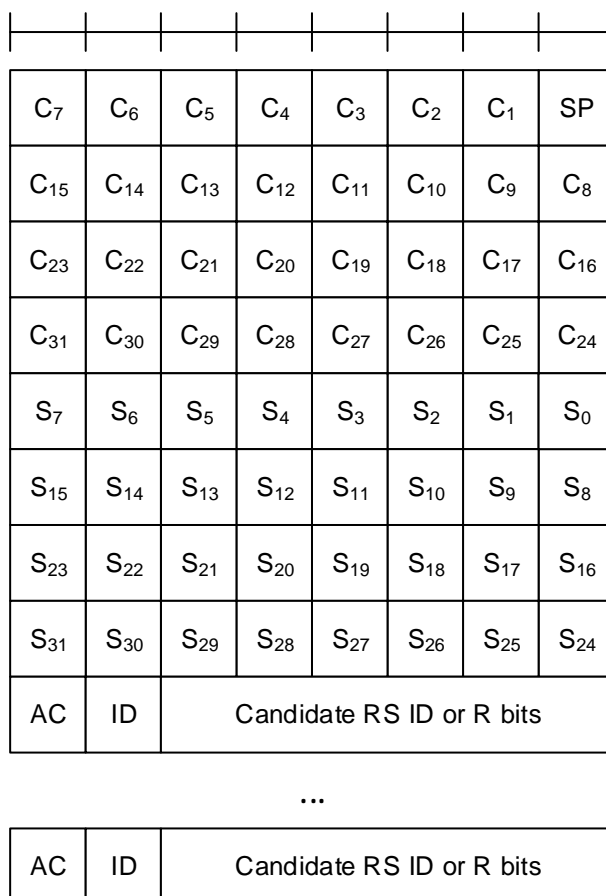 C₇ C₆ C₅ C₄ C₃ C₂ C₁ SP
C₁₅ C₁₄ C₁₃ C₁₂ C₁₁ C₁₀ C₉ C₈
C₂₃ C₂₂ C₂₁ C₂₀ C₁₉ C₁₈ C₁₇ C₁₆
C₃₁ C₃₀ C₂₉ C₂₈ C₂₇ C₂₆ C₂₅ C₂₄
S₇ S₆ S₅ S₄ S₃ S₂ S₁ S₀
S₁₅ S₁₄ S₁₃ S₁₂ S₁₁ S₁₀ S₉ S₈
S₂₃ S₂₂ S₂₁ S₂₀ S₁₉ S₁₈ S₁₇ S₁₆
S₃₁ S₃₀ S₂₉ S₂₈ S₂₇ S₂₆ S₂₅ S₂₄
AC ID Candidate RS ID or R bits
...
AC ID Candidate RS ID or R bits